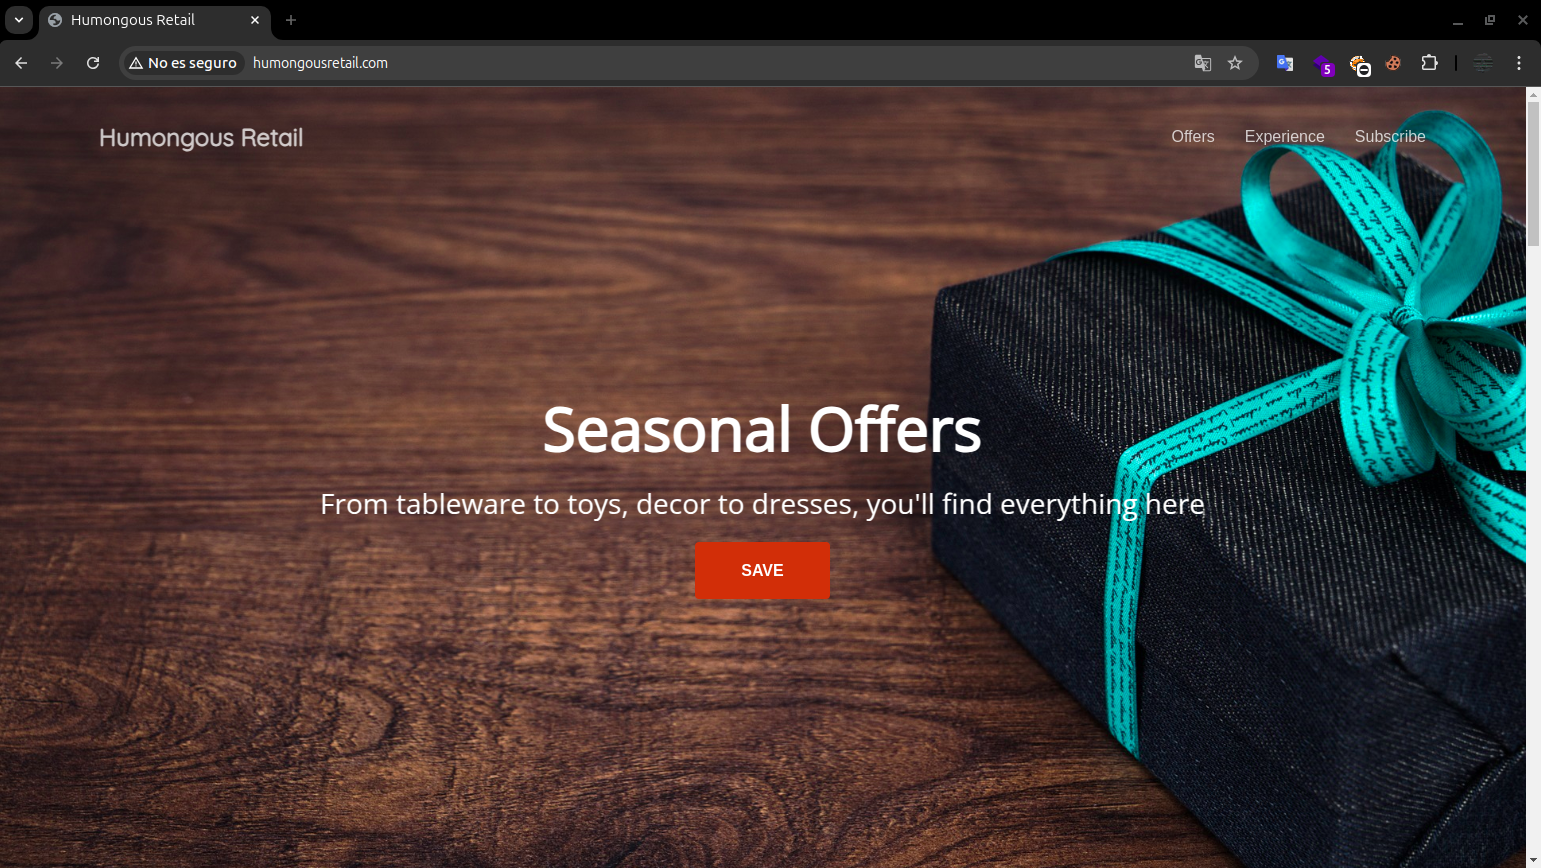 Humongous Retail
No es seguro humongousretail.com
5
Humongous Retail
Offers Experience Subscribe
Seasonal Offers
From tableware to toys, decor to dresses, you'll find everything here
SAVE